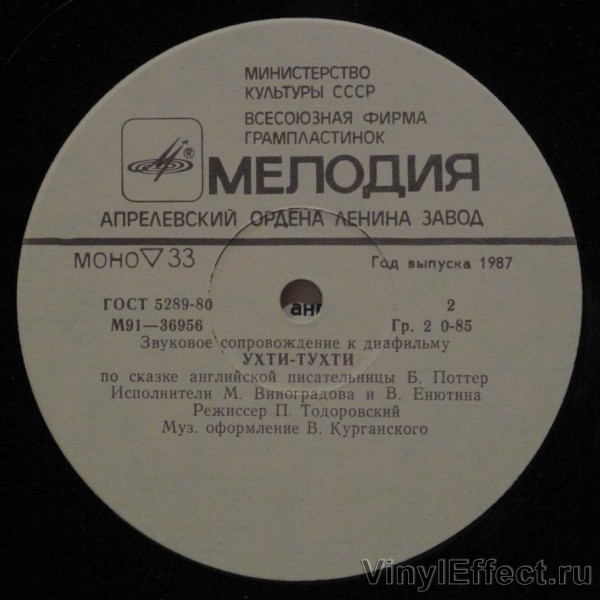 МИНИСТЕРСТВО
КУЛЬТУРЫ СССР
ВСЕСОЮЗНАЯ ФИРМА
ГРАМПЛАСТИНОК
® МЕЛОДИЯ
АПРЕЛЕВСКИЙ ОРДЕНА ЛЕНИНА ЗАВОД
МОНО ▽ 33 Год выпуска 1987
ГОСТ 5289-80 анг 2
М91—36956 Гр. 2 0-85
Звуковое сопровождение к диафильму
УХТИ-ТУХТИ
по сказке английской писательницы Б. Поттер
Исполнители М. Виноградова и В. Енютина
Режиссер П. Тодоровский
Муз. оформление В. Курганского
VinylEffect.ru